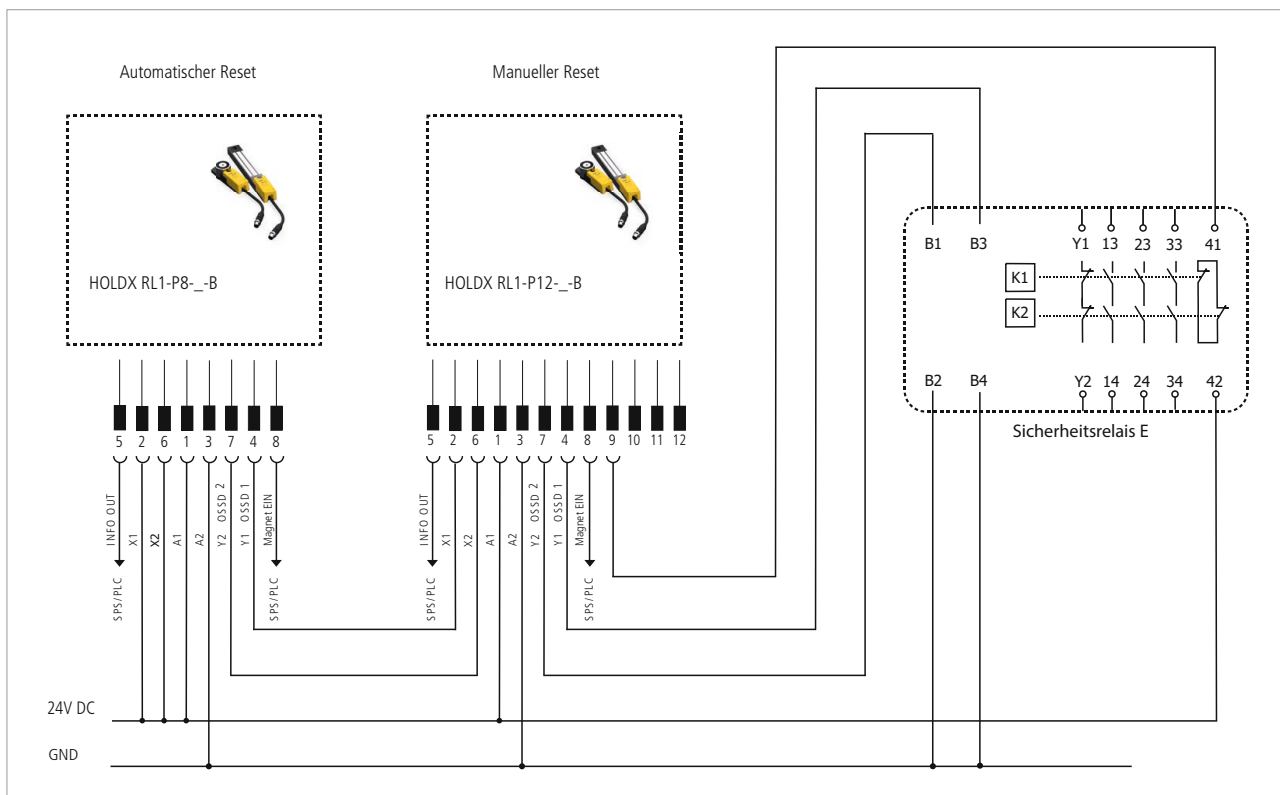 Automatischer Reset
Manueller Reset
HOLDX RL1-P8-_-B
HOLDX RL1-P12-_-B
B1 B3 Y1 13 23 33 41
K1
K2
B2 B4 Y2 14 24 34 42
Sicherheitsrelais E
5 2 6 1 3 7 4 8
5 2 6 1 3 7 4 8 9 10 11 12
INFO OUT
X1
X2
A1
A2
Y2 OSSD 2
Y1 OSSD 1
Magnet EIN
SPS/PLC
SPS/PLC
INFO OUT
X1
X2
A1
A2
Y2 OSSD 2
Y1 OSSD 1
Magnet EIN
SPS/PLC
SPS/PLC
24V DC
GND